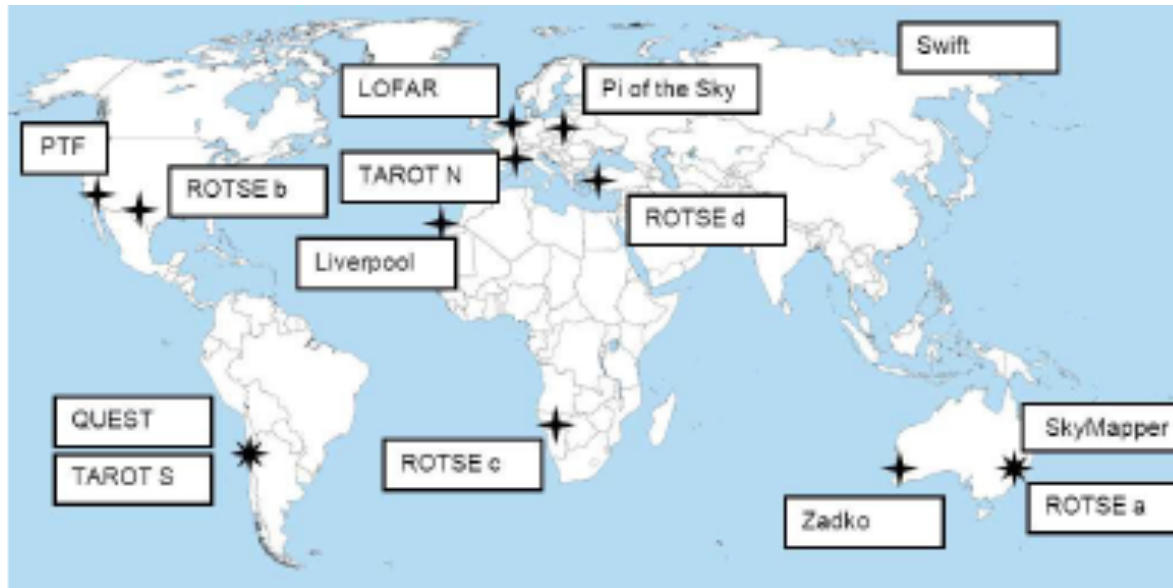 Swift
LOFAR
Pi of the Sky
PTF
TAROT N
ROTSE b
ROTSE d
Liverpool
QUEST
TAROT S
ROTSE c
SkyMapper
Zadko
ROTSE a